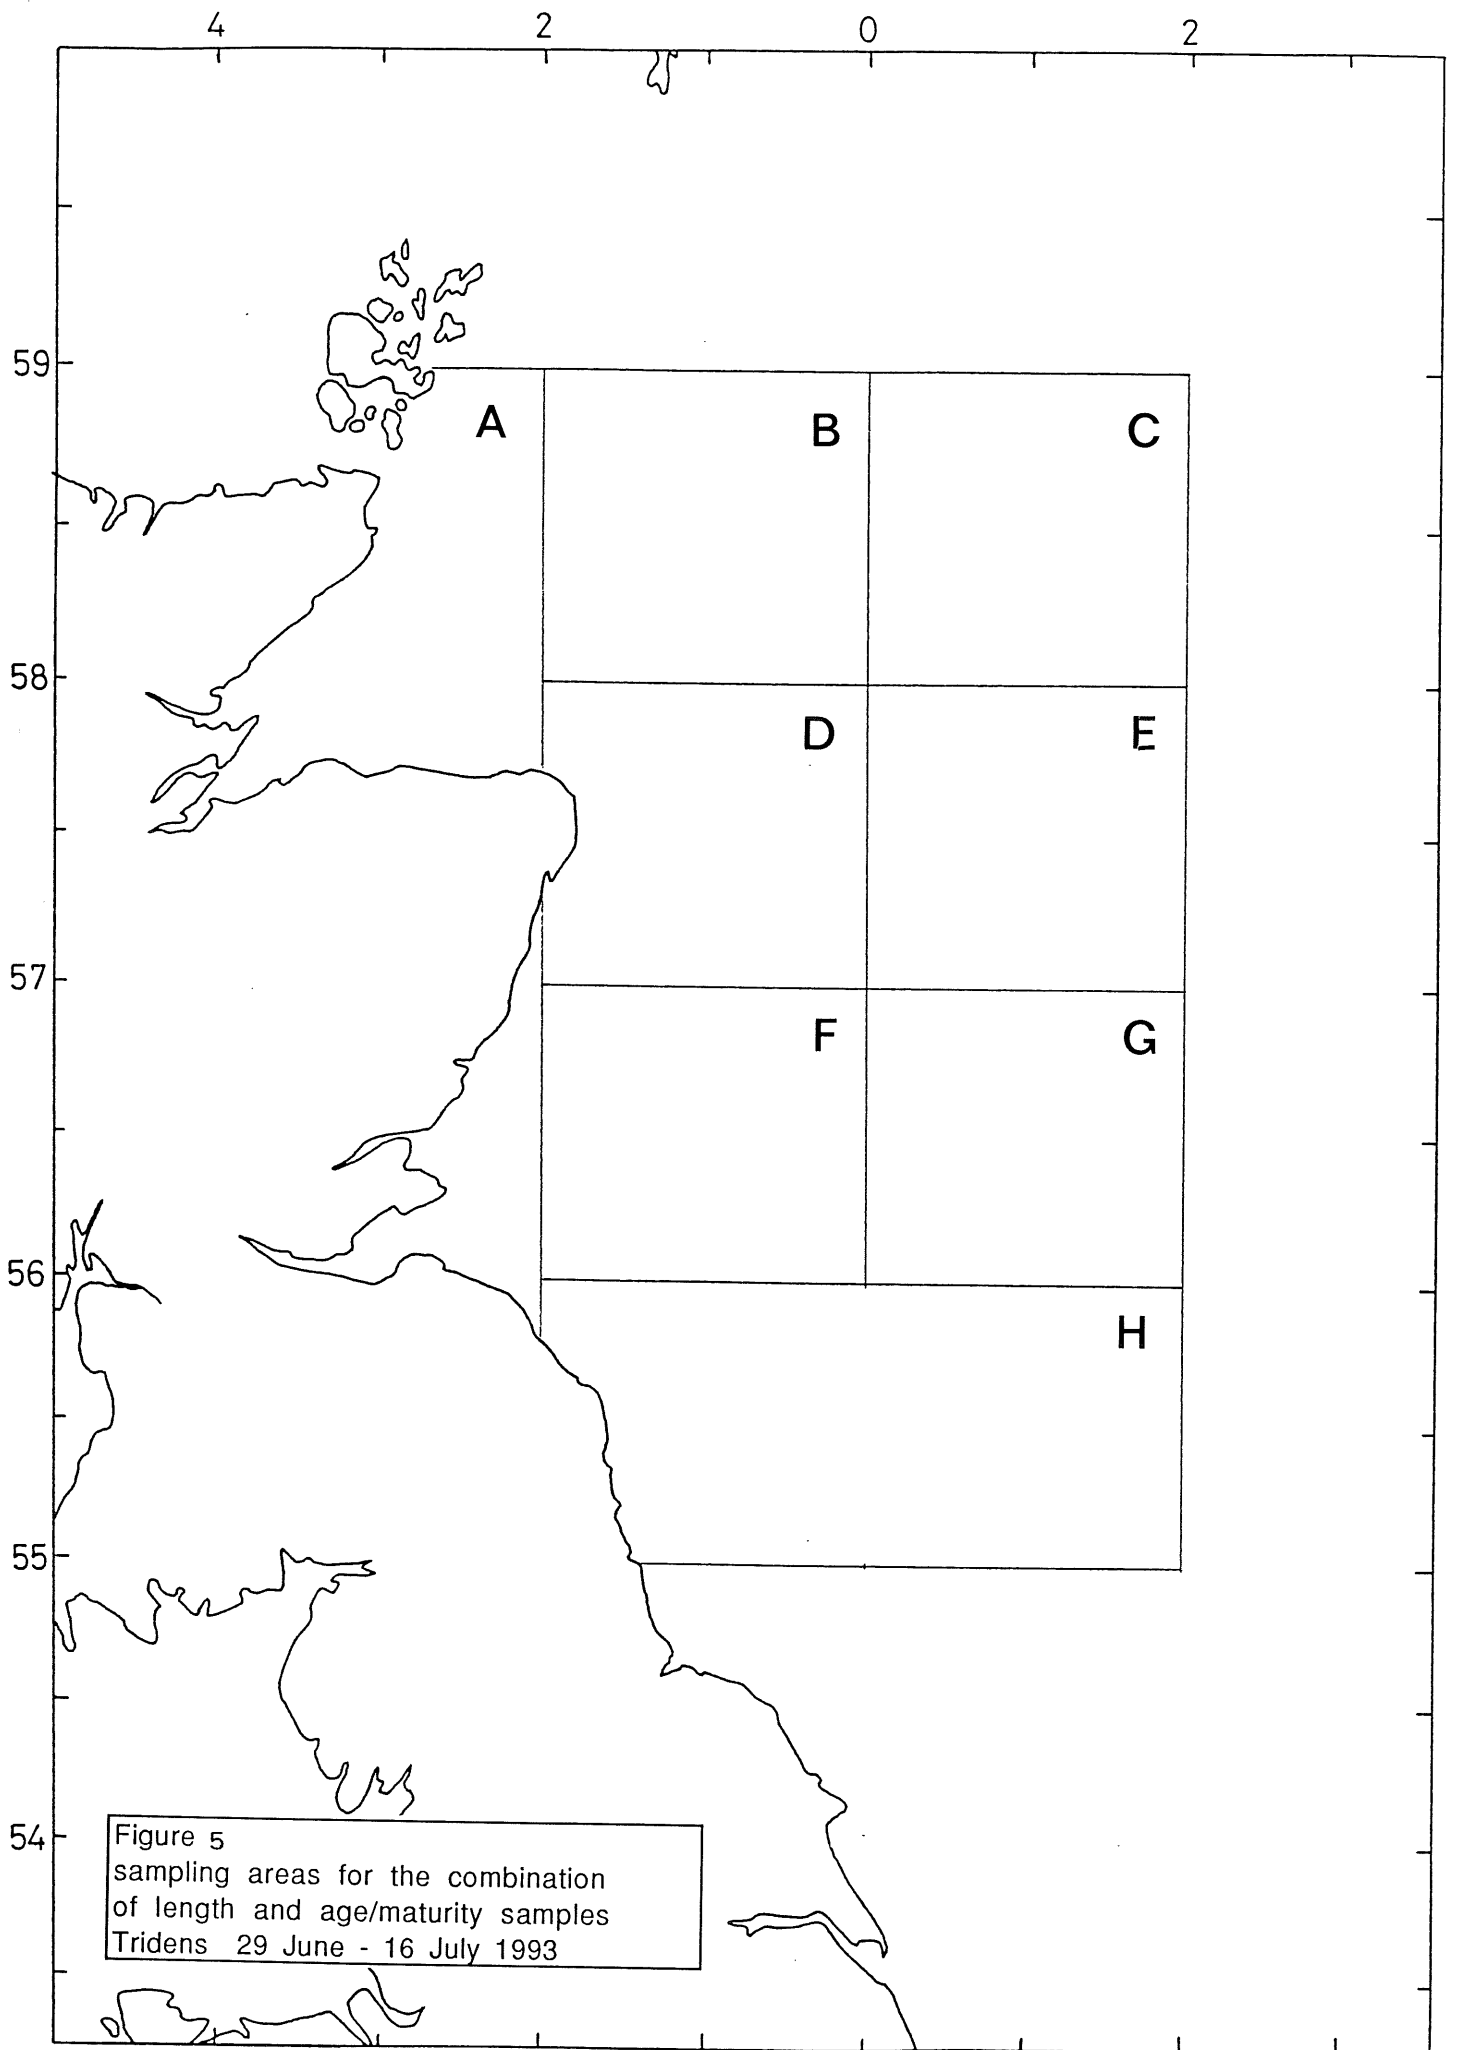 4 2 0 2
59
A B C
58
D E
57
F G
56
H
55
54
Figure 5
sampling areas for the combination
of length and age/maturity samples
Tridens 29 June - 16 July 1993